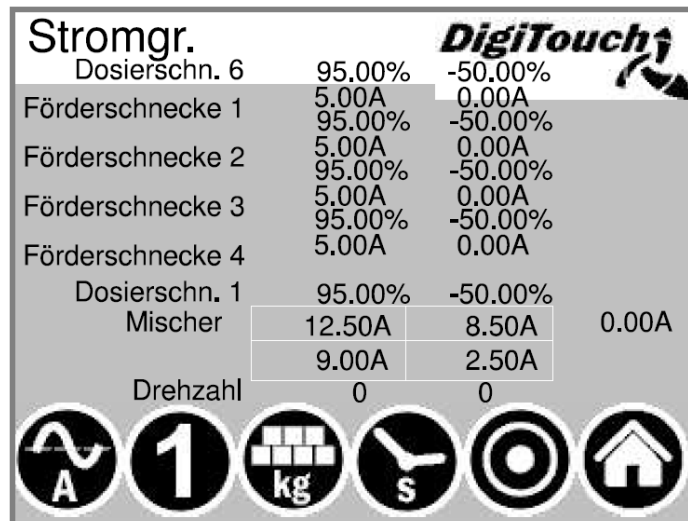 Stromgr.
DigiTouch
Dosierschn. 6 95.00% -50.00%
5.00A 0.00A
Förderschnecke 1
95.00% -50.00%
5.00A 0.00A
Förderschnecke 2
95.00% -50.00%
5.00A 0.00A
Förderschnecke 3
95.00% -50.00%
5.00A 0.00A
Förderschnecke 4
Dosierschn. 1 95.00% -50.00%
Mischer 12.50A 8.50A 0.00A
9.00A 2.50A
Drehzahl 0 0
A 1 kg s